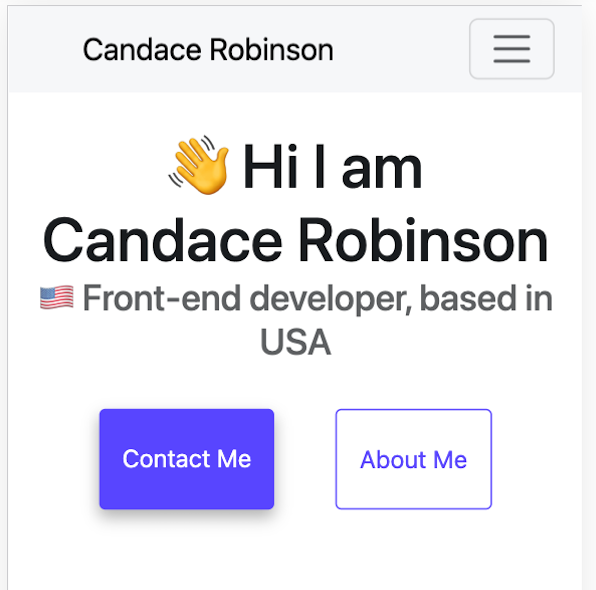 Candace Robinson
👋 Hi I am
Candace Robinson
🇺🇸 Front-end developer, based in
USA
Contact Me
About Me